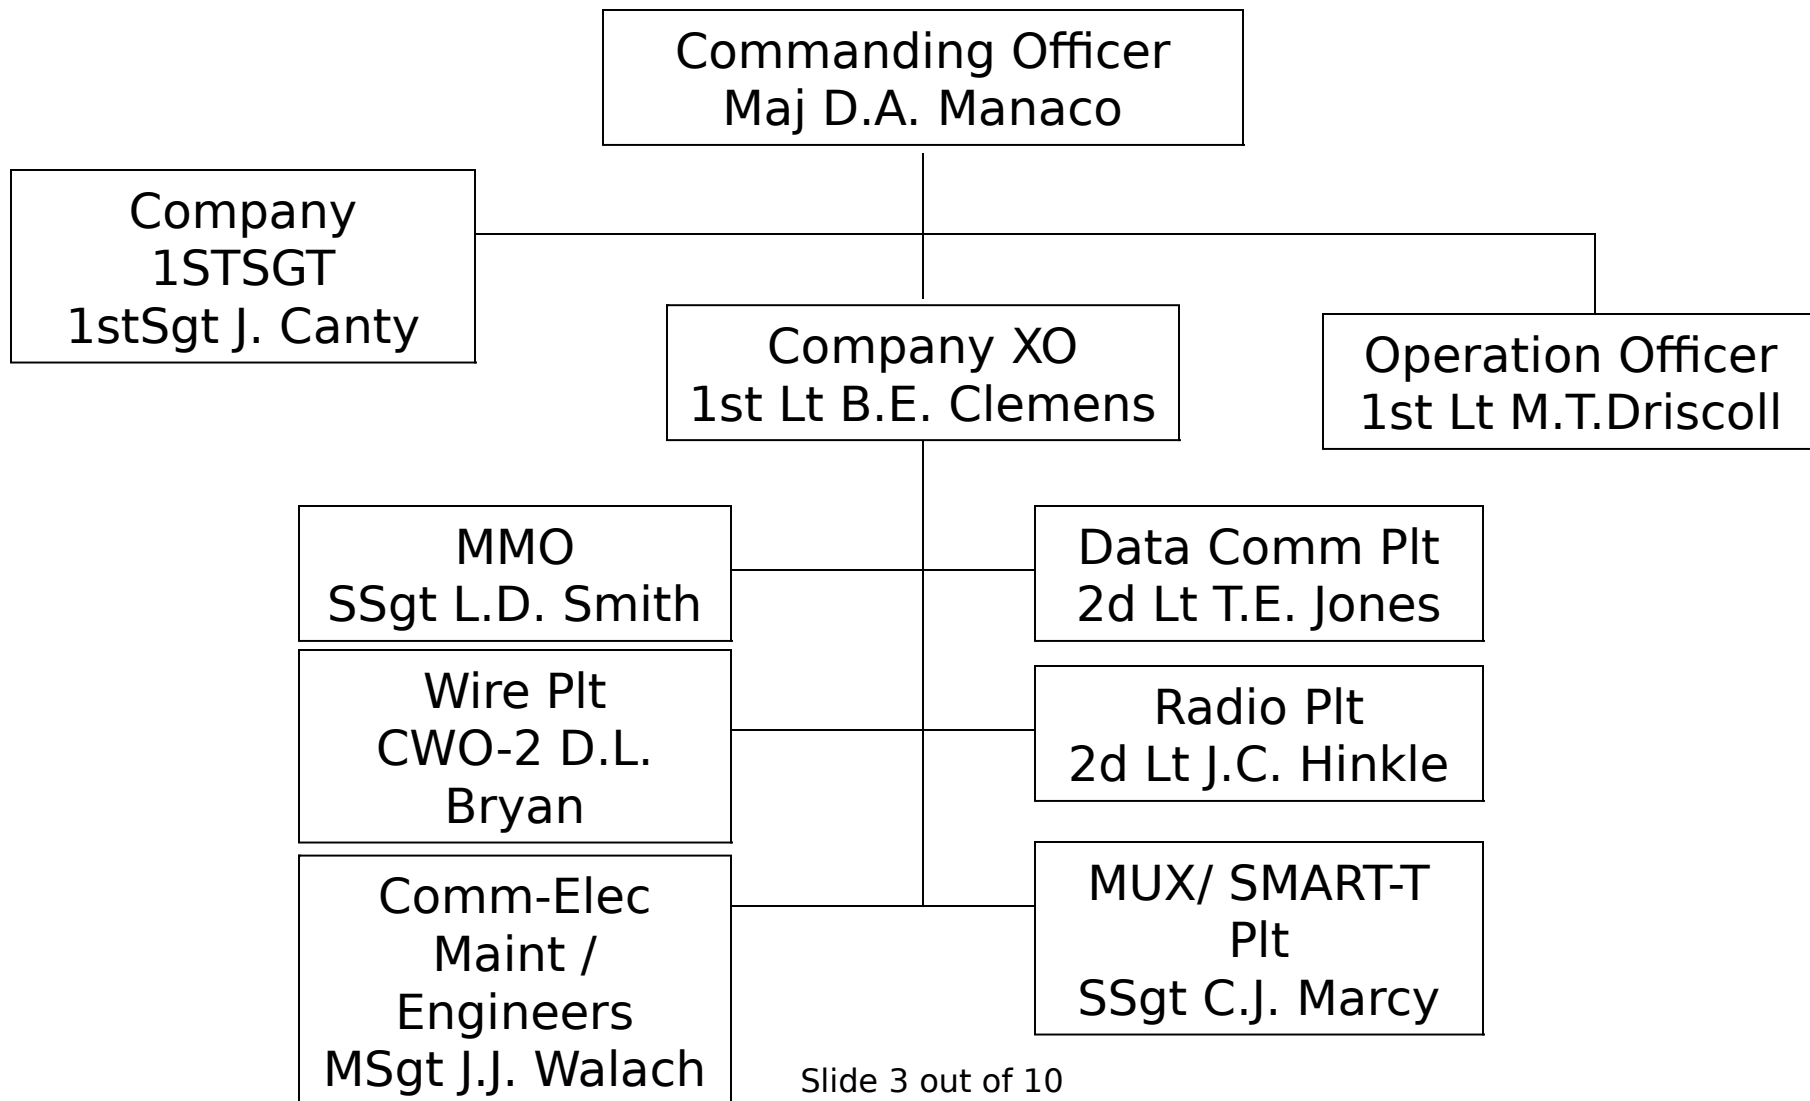 Commanding Officer
Maj D.A. Manaco
Company
1STSGT
1stSgt J. Canty
Company XO
1st Lt B.E. Clemens
Operation Officer
1st Lt M.T.Driscoll
MMO
SSgt L.D. Smith
Data Comm Plt
2d Lt T.E. Jones
Wire Plt
CWO-2 D.L.
Bryan
Radio Plt
2d Lt J.C. Hinkle
Comm-Elec
Maint /
Engineers
MSgt J.J. Walach
MUX/ SMART-T
Plt
SSgt C.J. Marcy
Slide 3 out of 10